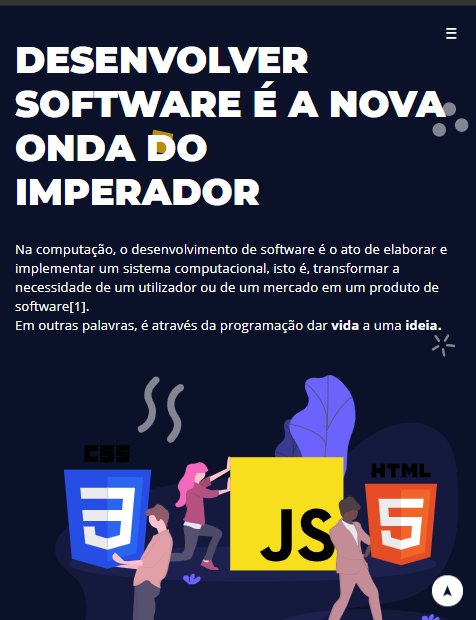 DESENVOLVER
SOFTWARE É A NOVA
ONDA DO
IMPERADOR
Na computação, o desenvolvimento de software é o ato de elaborar e
implementar um sistema computacional, isto é, transformar a
necessidade de um utilizador ou de um mercado em um produto de
software[1].
Em outras palavras, é através da programação dar vida a uma ideia.
CSS
HTML
3
JS
5